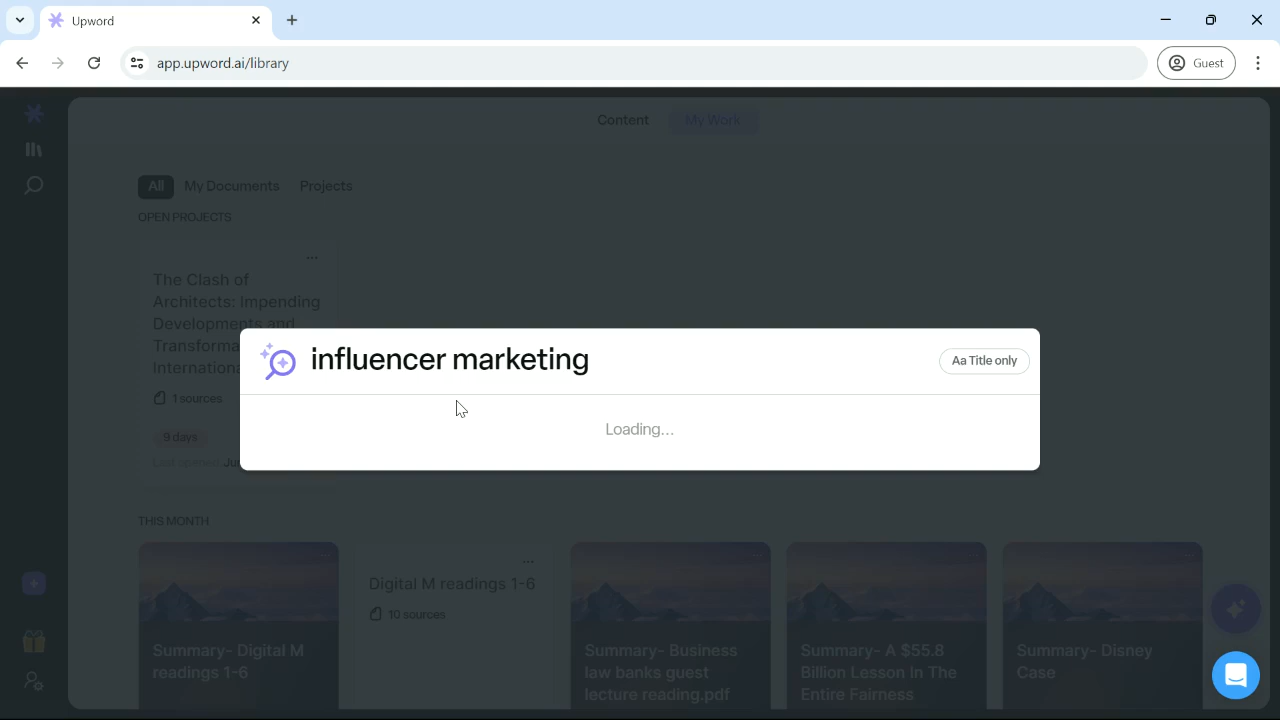 Upword
app.upword.ai/library
Guest
Content
My Work
All
My Documents
Projects
OPEN PROJECTS
The Clash of
Architects: Impending
Developments and
Transforma
Internationa
1 sources
9 days
Last opened Ju
influencer marketing
Aa Title only
Loading...
THIS MONTH
Summary- Digital M
readings 1-6
Digital M readings 1-6
10 sources
Summary- Business
law banks guest
lecture reading.pdf
Summary- A $55.8
Billion Lesson In The
Entire Fairness
Summary- Disney
Case